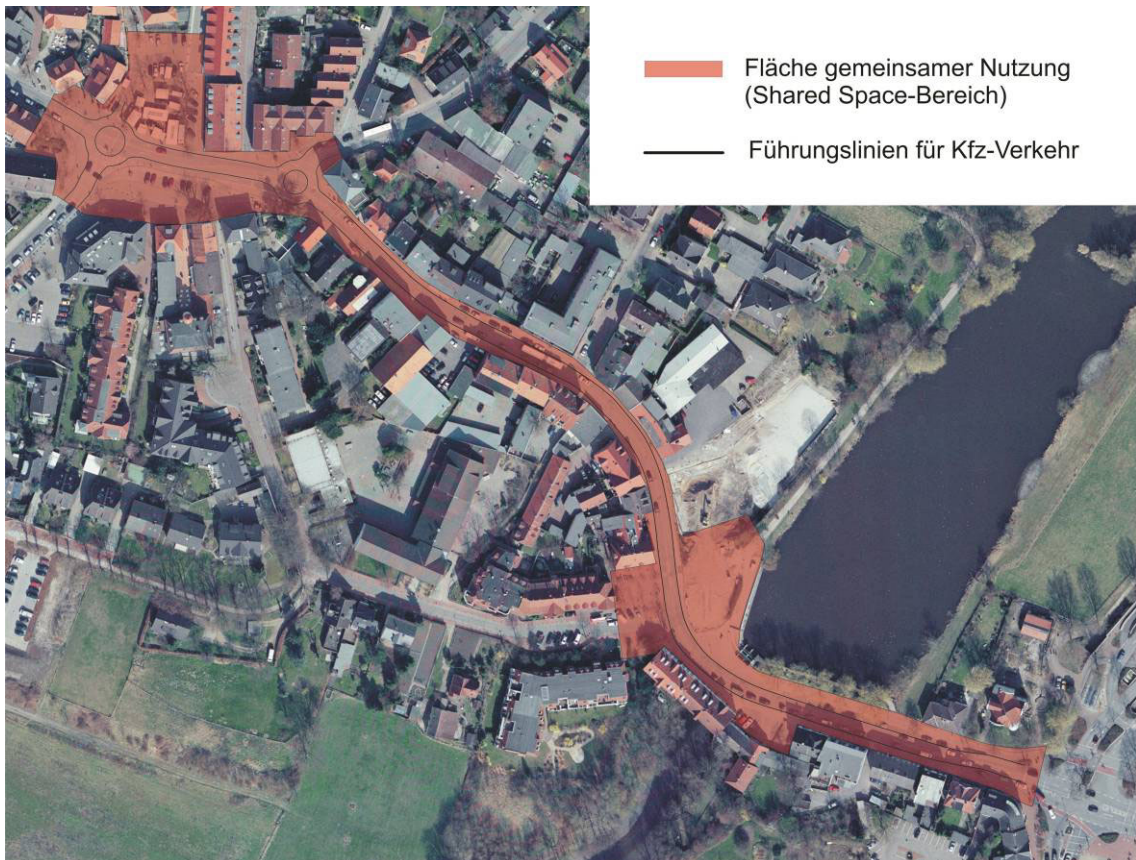 Fläche gemeinsamer Nutzung
(Shared Space-Bereich)
Führungslinien für Kfz-Verkehr